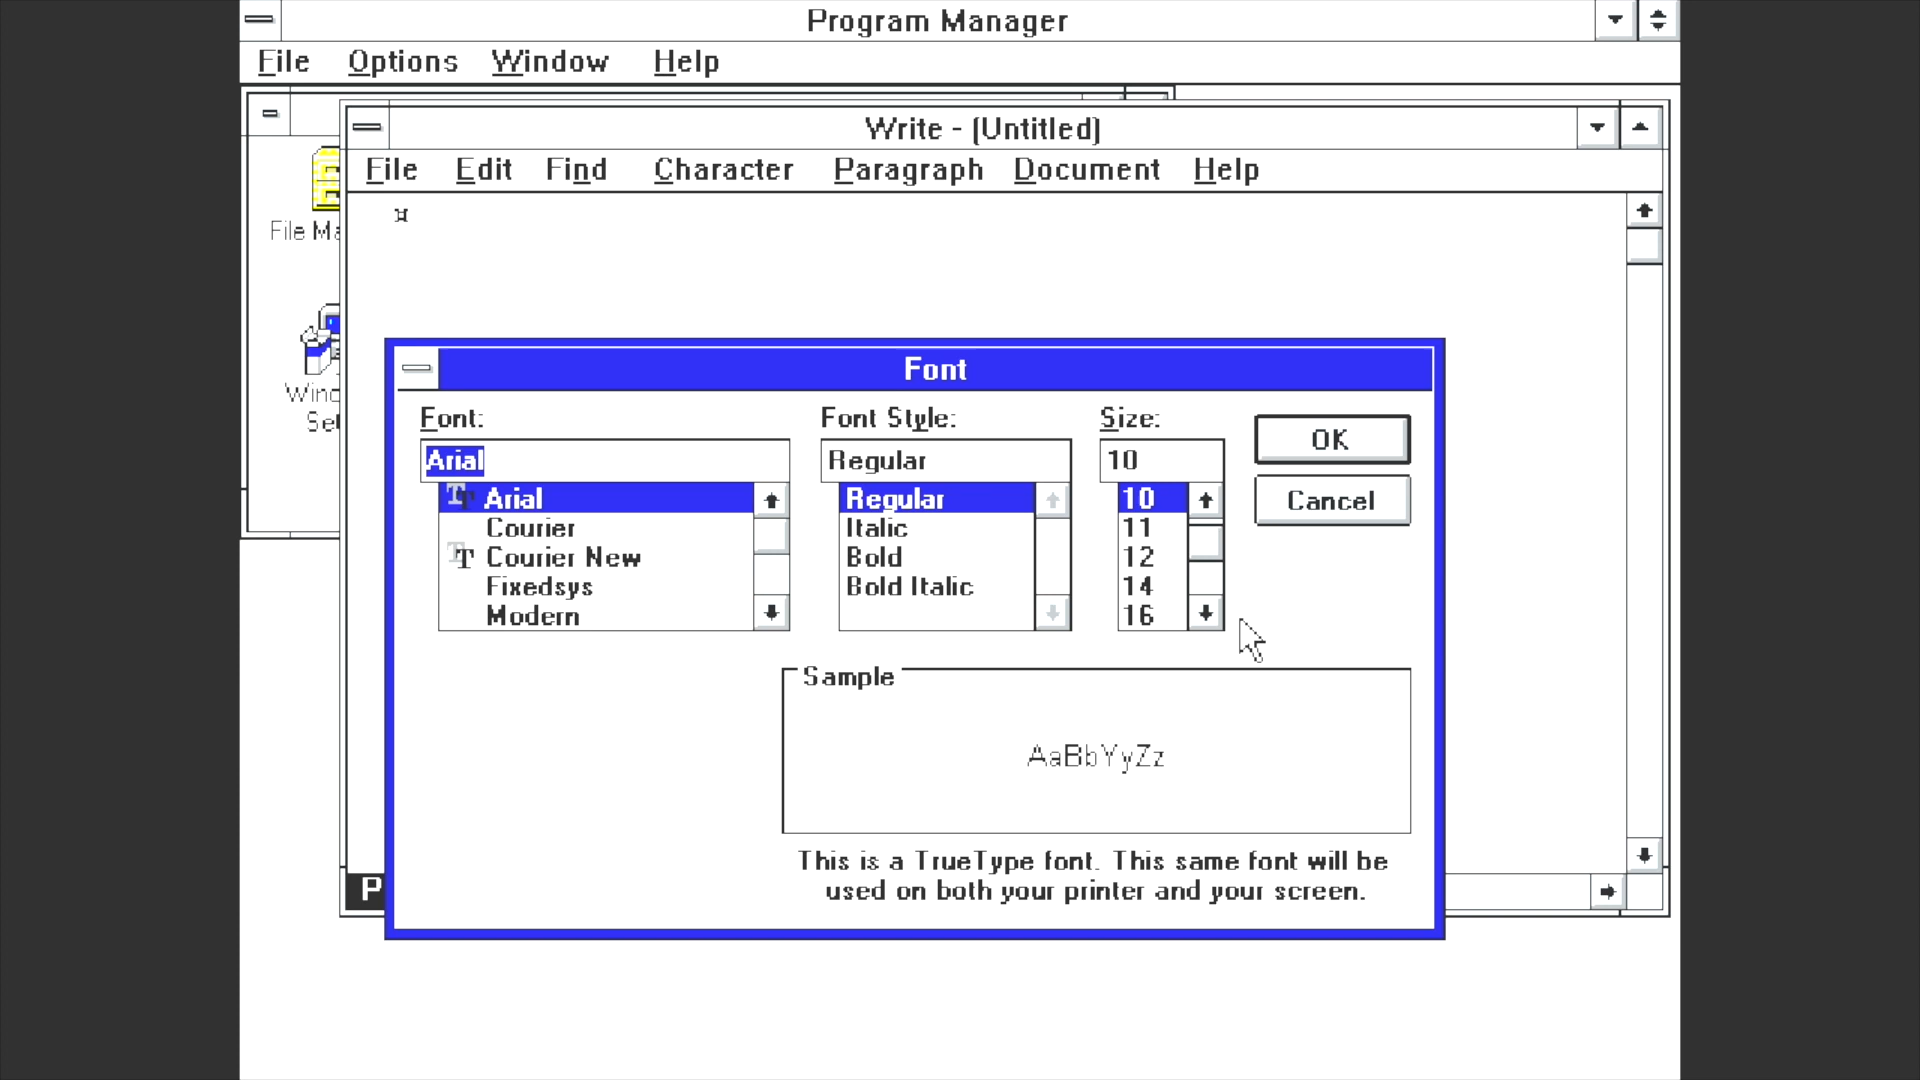 Program Manager
File Options Window Help
Write - (Untitled)
File Edit Find Character Paragraph Document Help
¤
File
Font
Font: Font Style: Size:
Arial Regular 10 OK
Arial Regular 10 Cancel
Courier Italic 11
Courier New Bold 12
Fixedsys Bold Italic 14
Modern 16
Sample
AaBbYyZz
This is a TrueType font. This same font will be
used on both your printer and your screen.